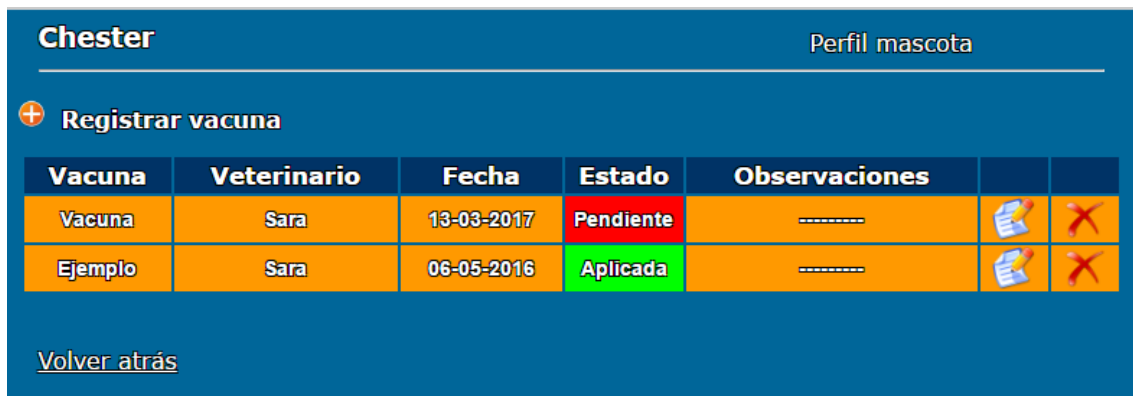 Chester Perfil mascota
Registrar vacuna
Vacuna Veterinario Fecha Estado Observaciones
Vacuna Sara 13-03-2017 Pendiente ---------
Ejemplo Sara 06-05-2016 Aplicada ---------
Volver atrás